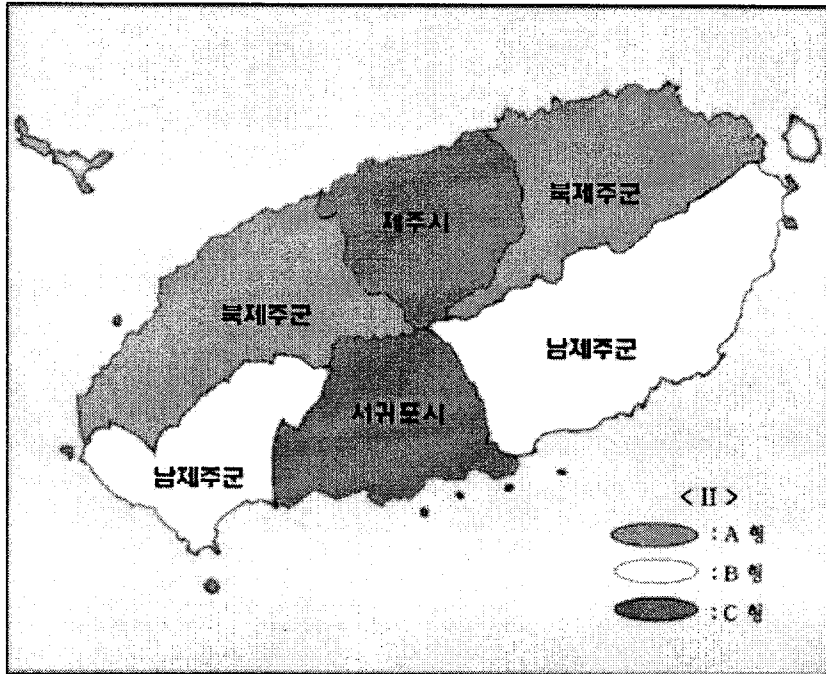 북제주군
제주시
북제주군
남제주군
서귀포시
남제주군
< II >
: A 형
: B 형
: C 형